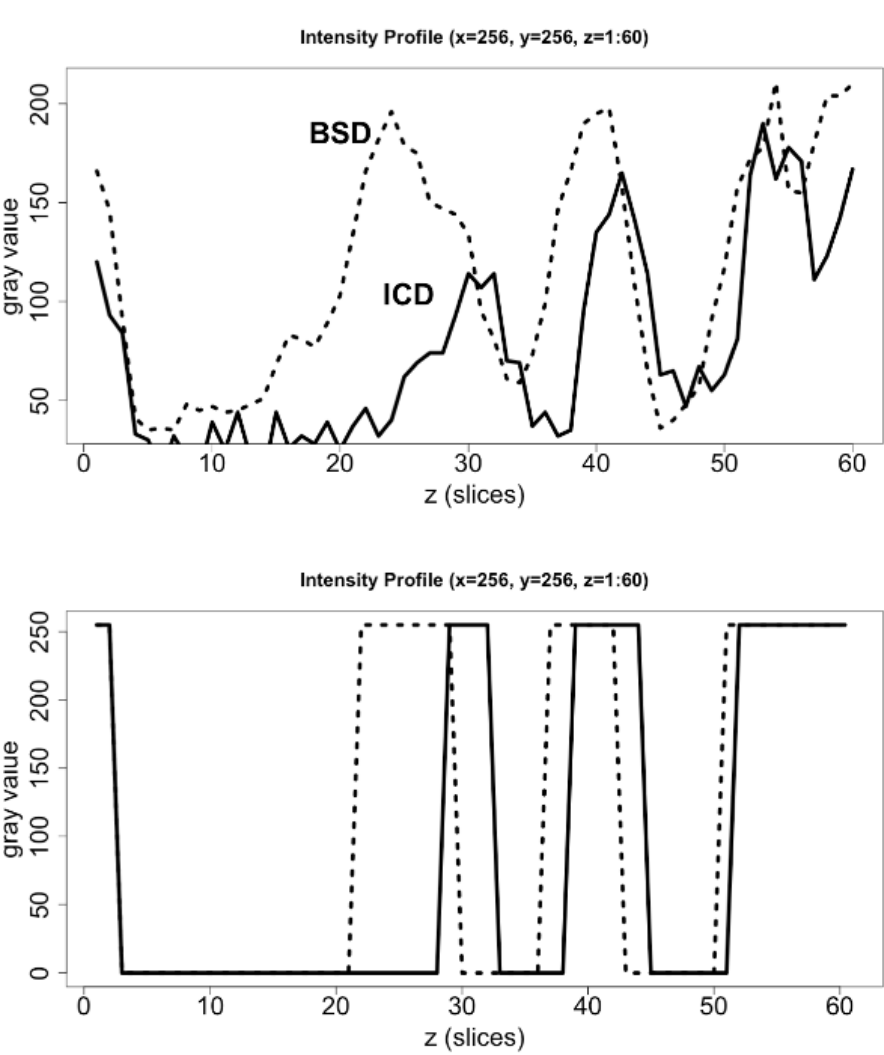 Intensity Profile (x=256, y=256, z=1:60)
gray value
200
150
100
50
BSD
ICD
0 10 20 30 40 50 60
z (slices)
Intensity Profile (x=256, y=256, z=1:60)
gray value
250
200
150
100
50
0
0 10 20 30 40 50 60
z (slices)